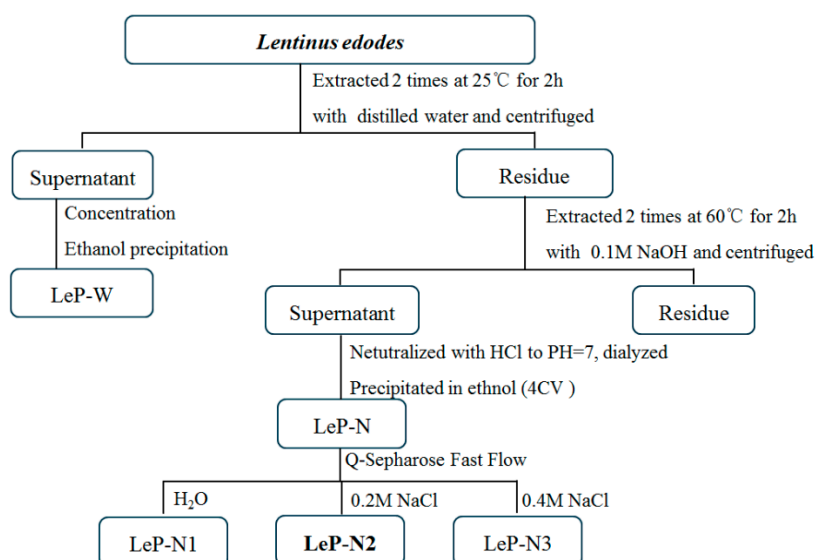 Lentinus edodes
Extracted 2 times at 25℃ for 2h
with distilled water and centrifuged
Supernatant
Residue
Concentration
Ethanol precipitation
Extracted 2 times at 60℃ for 2h
with 0.1M NaOH and centrifuged
LeP-W
Supernatant
Residue
Netutralized with HCl to PH=7, dialyzed
Precipitated in ethnol (4CV )
LeP-N
Q-Sepharose Fast Flow
H₂O
0.2M NaCl
0.4M NaCl
LeP-N1
LeP-N2
LeP-N3